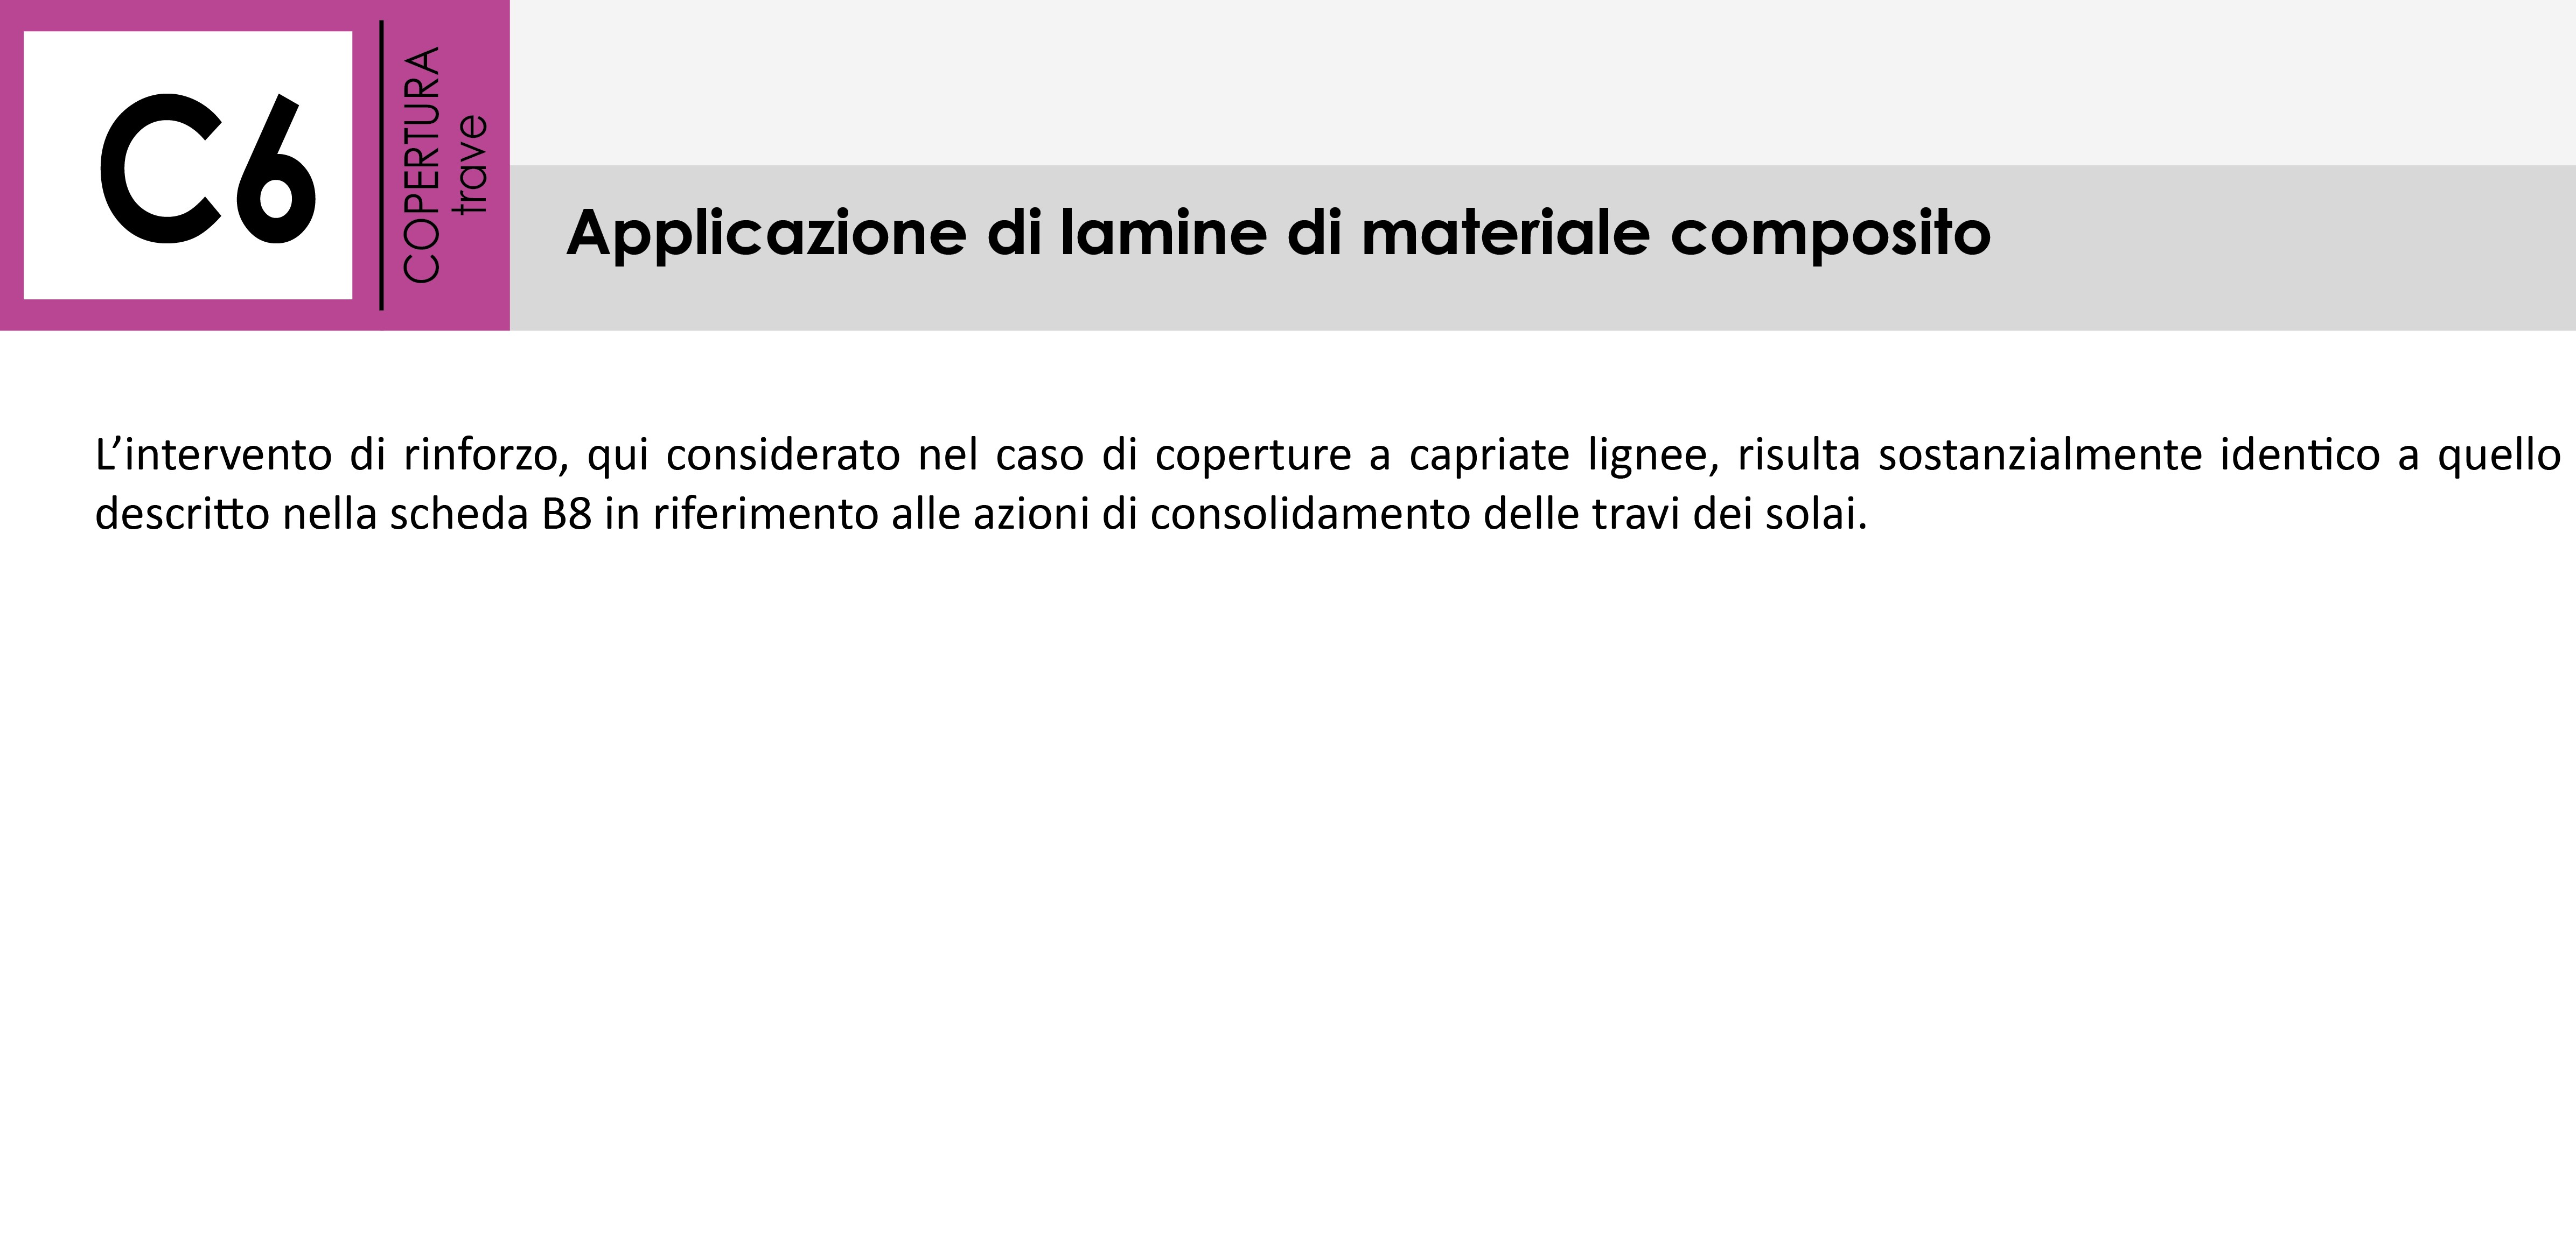 C6
COPERTURA
trave
Applicazione di lamine di materiale composito
L’intervento di rinforzo, qui considerato nel caso di coperture a capriate lignee, risulta sostanzialmente identico a quello
descritto nella scheda B8 in riferimento alle azioni di consolidamento delle travi dei solai.